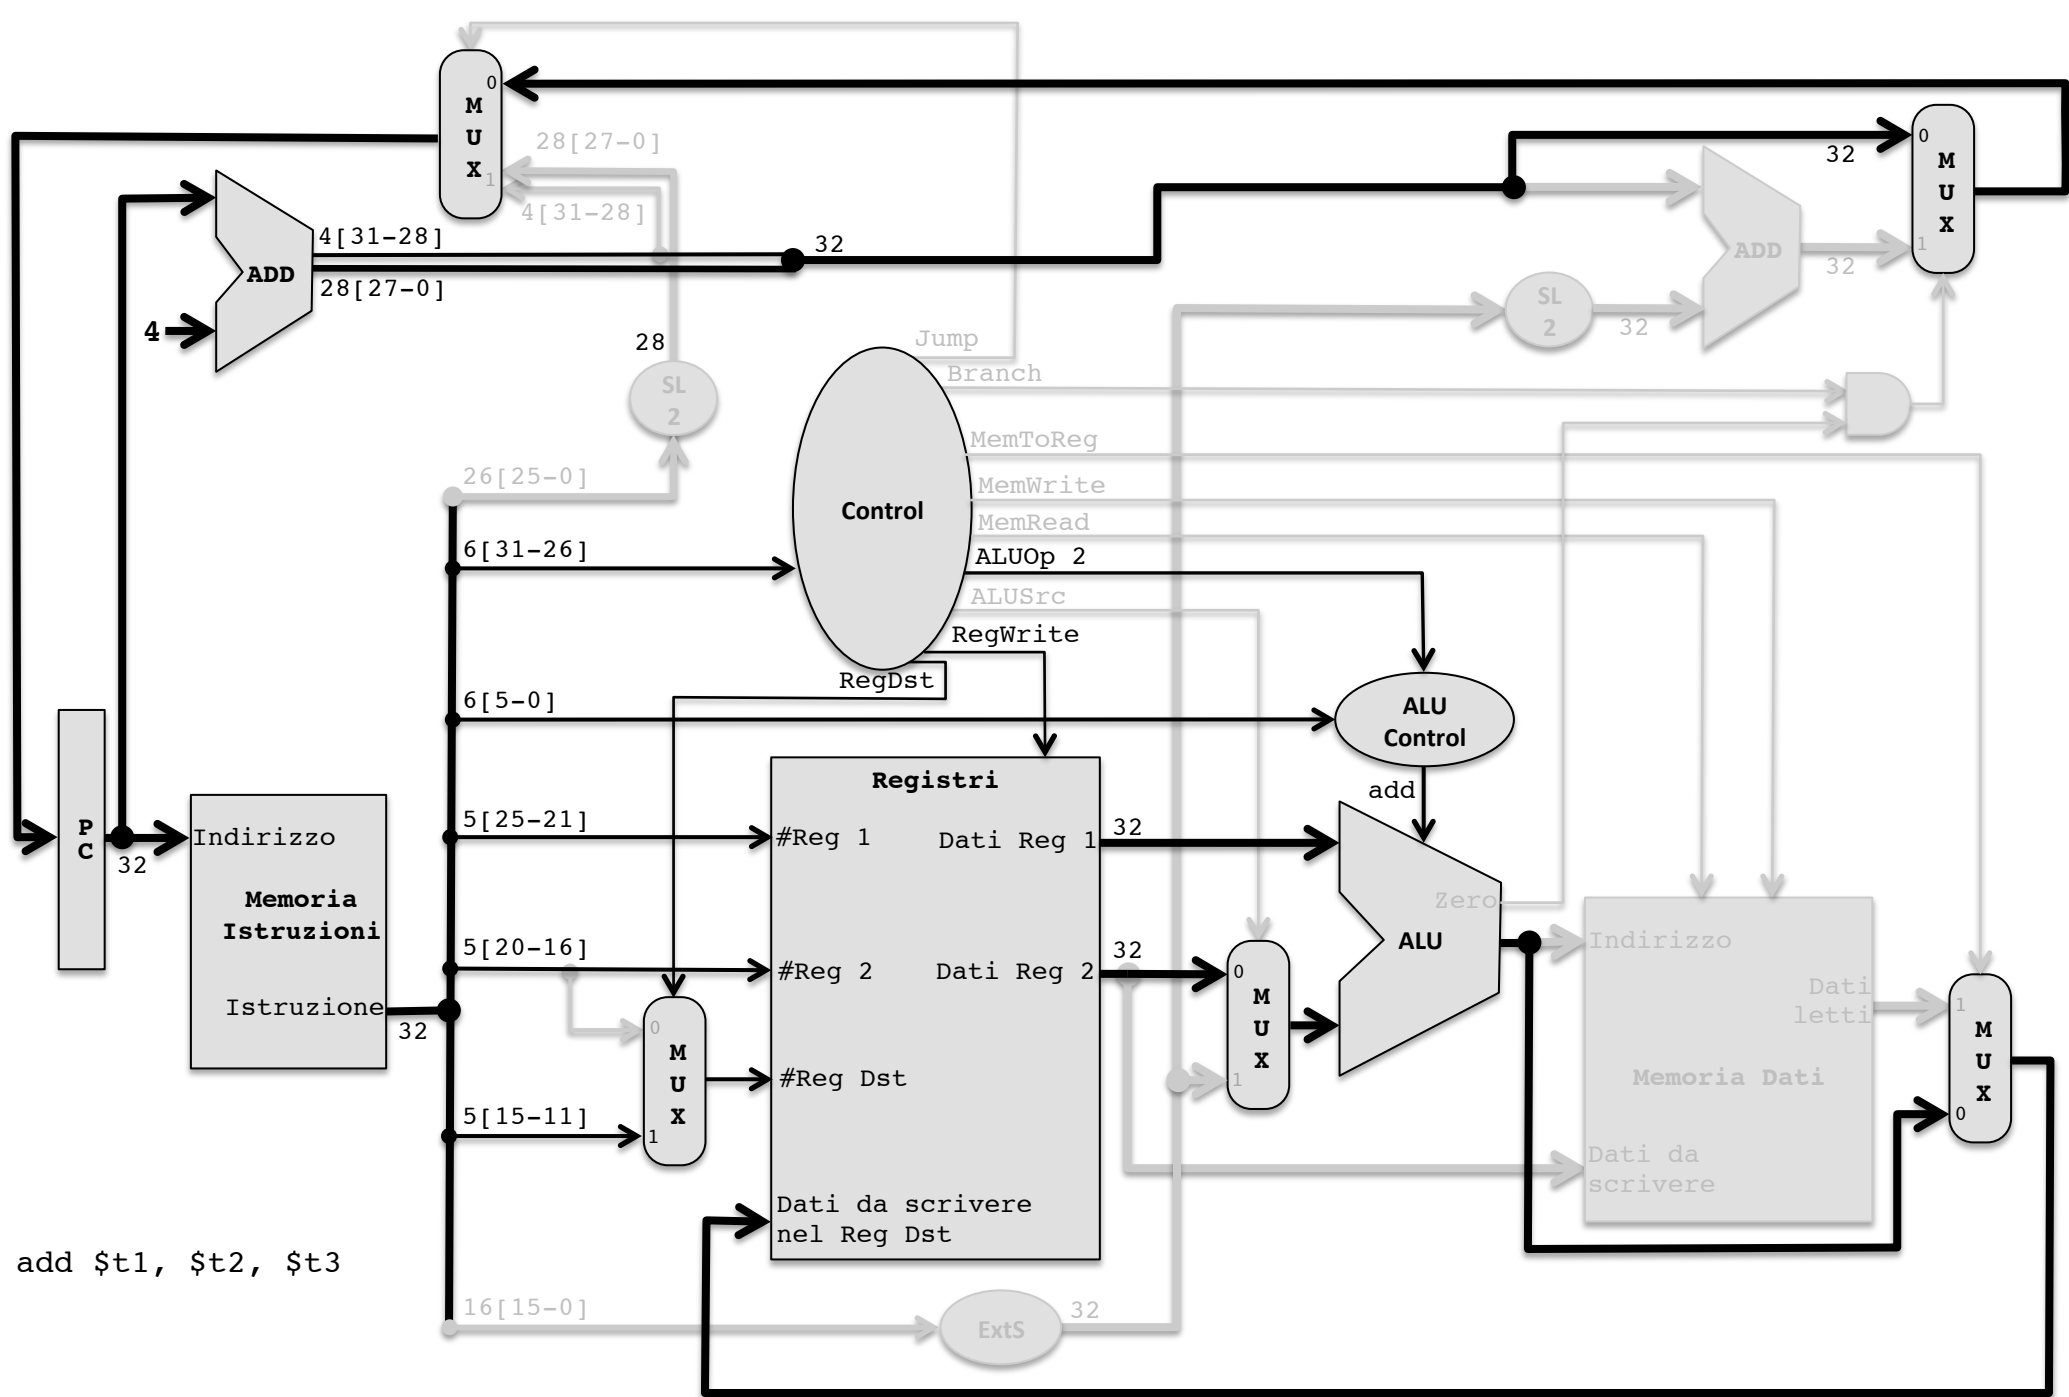 0
M
U
X
1
28[27-0]
4[31-28]
4[31-28]
28[27-0]
ADD
4
32
32
0
M
U
X
1
ADD
32
SL
2
32
28
SL
2
Jump
Branch
MemToReg
MemWrite
MemRead
ALUOp 2
ALUSrc
RegWrite
RegDst
Control
26[25-0]
6[31-26]
6[5-0]
ALU
Control
add
P
C
32
Indirizzo
Memoria
Istruzioni
Istruzione
32
5[25-21]
5[20-16]
5[15-11]
0
M
U
X
1
Registri
#Reg 1
Dati Reg 1
32
#Reg 2
Dati Reg 2
32
#Reg Dst
Dati da scrivere
nel Reg Dst
0
M
U
X
1
Zero
ALU
Indirizzo
Dati
letti
Memoria Dati
Dati da
scrivere
1
M
U
X
0
add $t1, $t2, $t3
16[15-0]
ExtS
32